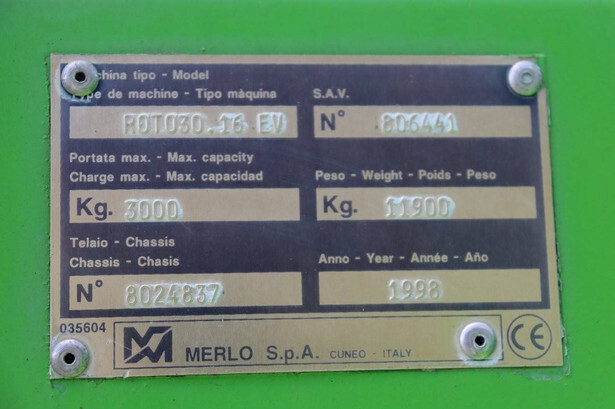 china tipo - Model
Type de machine - Tipo màquina
ROTO30.16 EV
S.A.V.
N° 806441
Portata max. - Max. capacity
Charge max. - Max. capacidad
Kg. 3000
Peso - Weight - Poids - Peso
Kg. 11900
Telaio - Chassis
Chassis - Chasis
N° 8024837
Anno - Year - Année - Año
1998
035604
MERLO S.p.A. CUNEO - ITALY
CE